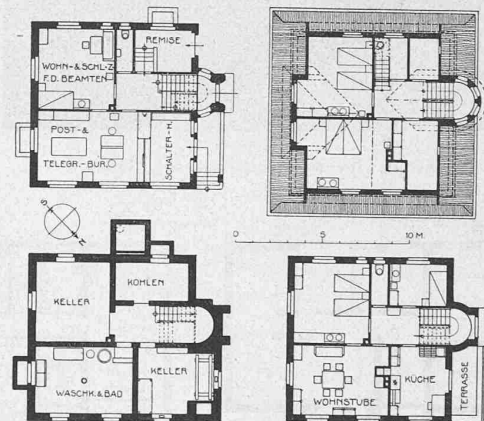 REMISE
WOHN- & SCHL-Z.
F.D. BEAMTEN
POST- &
TELEGR.-BUR.
SCHALTER-H.
S
N
0 5 10 M.
KELLER
KOHLEN
WASCHK. & BAD
KELLER
WOHNSTUBE
KÜCHE
TERRASSE